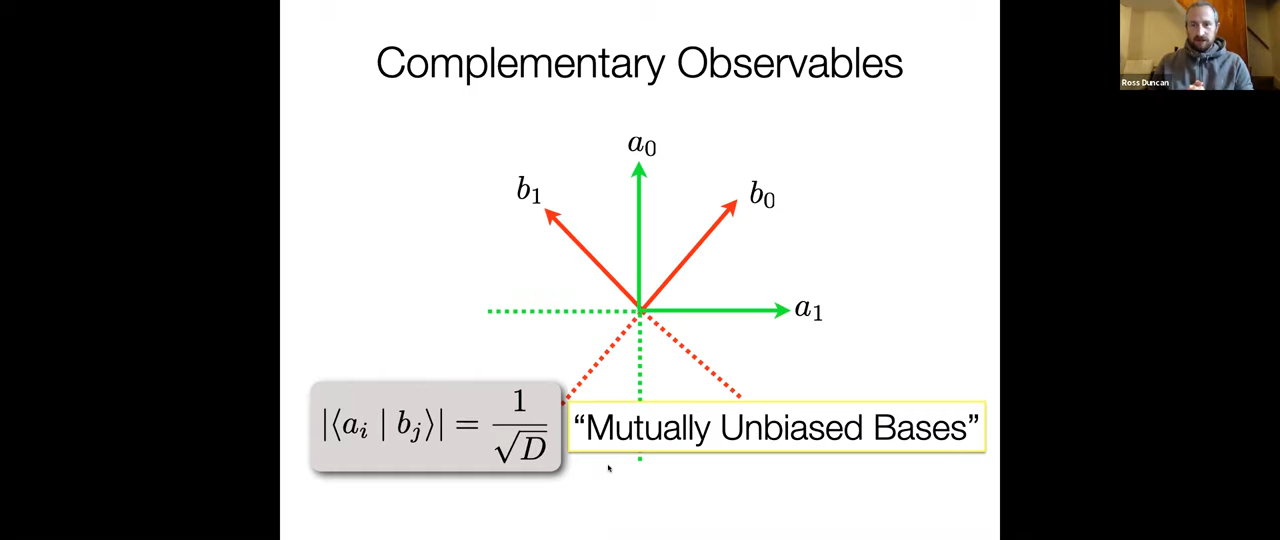 Complementary Observables
Ross Duncan
a₀
b₁
b₀
a₁
|⟨aᵢ | bⱼ⟩| = 1/√D
“Mutually Unbiased Bases”